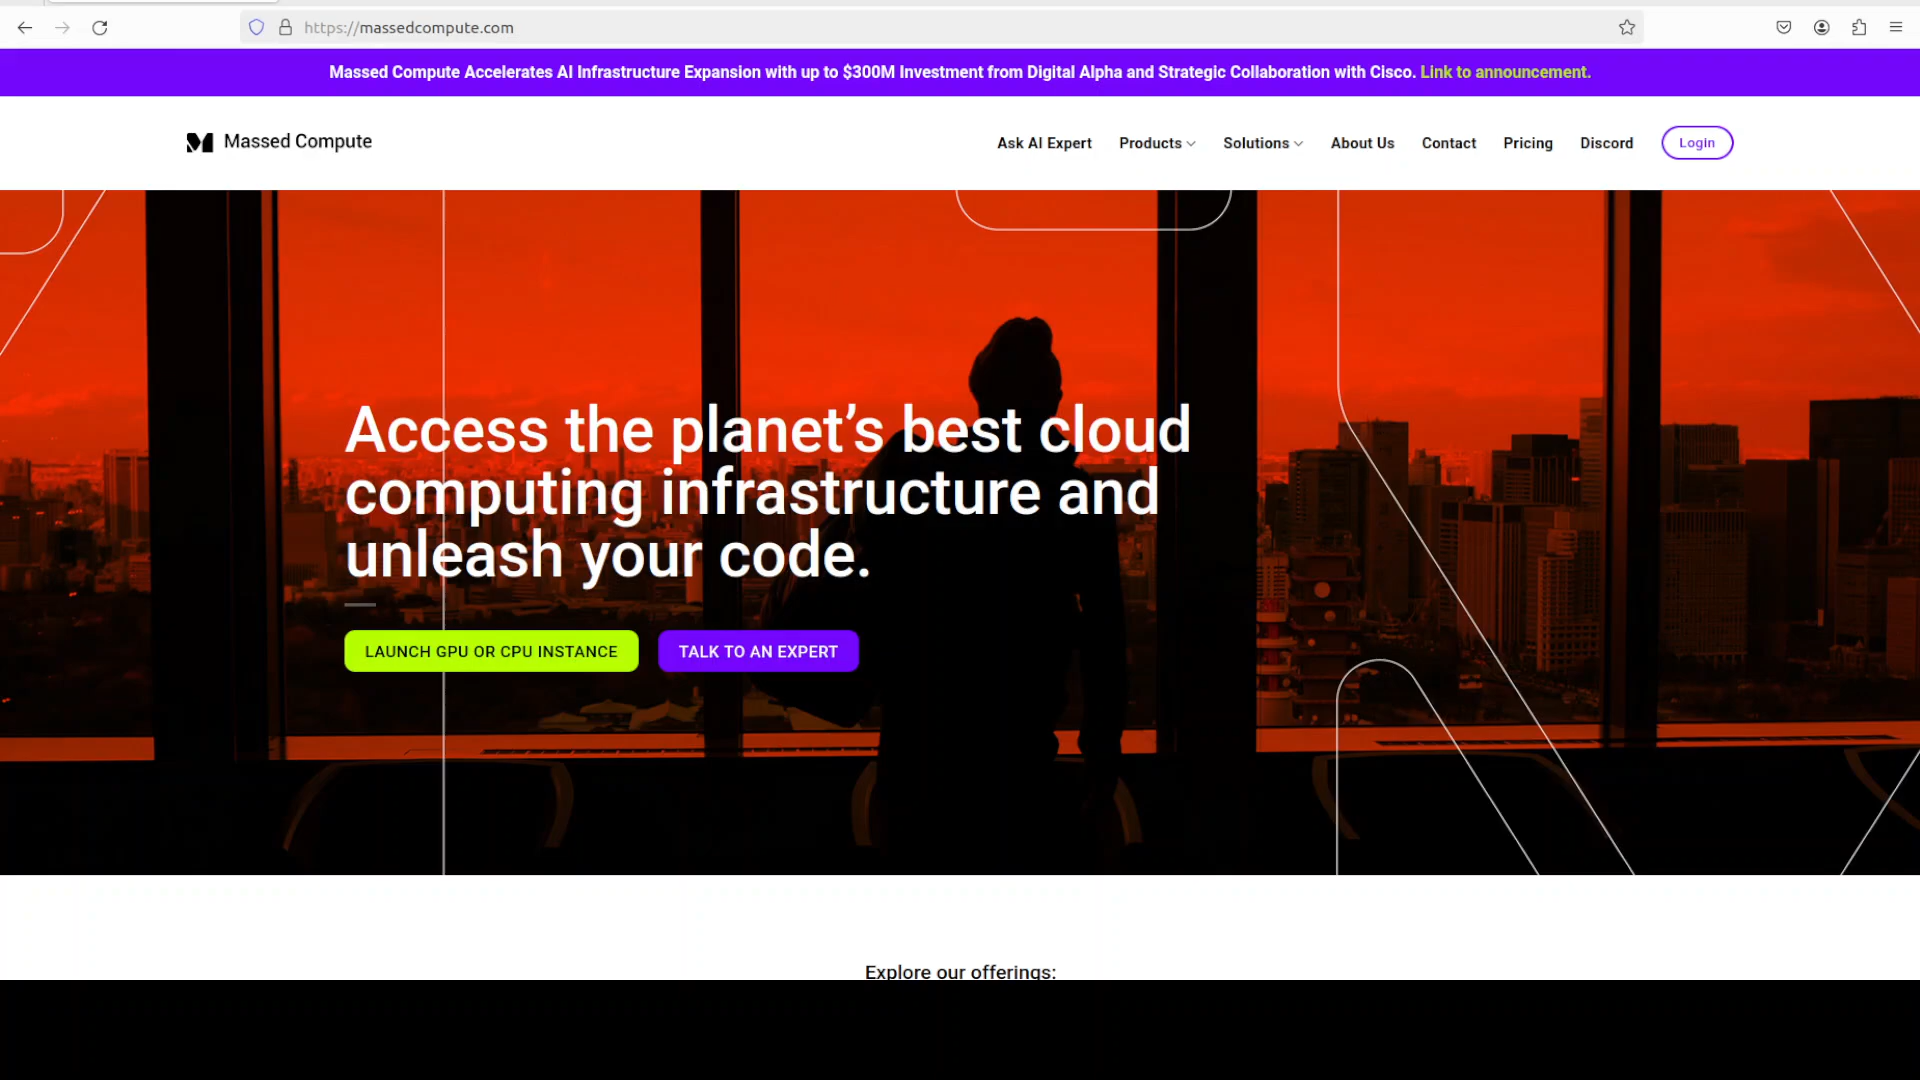 https://massedcompute.com
Massed Compute Accelerates AI Infrastructure Expansion with up to $300M Investment from Digital Alpha and Strategic Collaboration with Cisco. Link to announcement.
Massed Compute
Ask AI Expert
Products
Solutions
About Us
Contact
Pricing
Discord
Login
Access the planet’s best cloud
computing infrastructure and
unleash your code.
LAUNCH GPU OR CPU INSTANCE
TALK TO AN EXPERT
Explore our offerings: